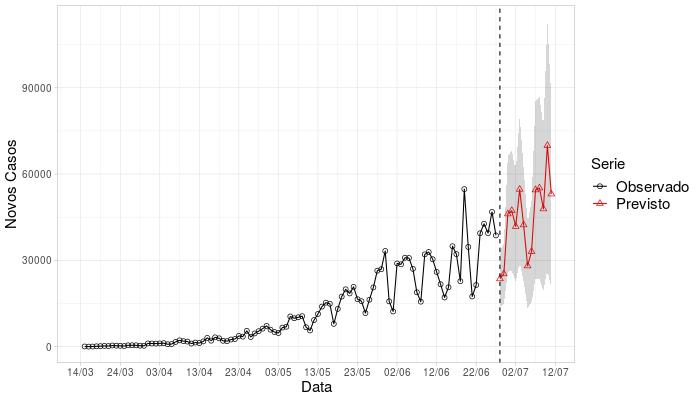 Novos Casos
90000
60000
30000
0
14/03 24/03 03/04 13/04 23/04 03/05 13/05 23/05 02/06 12/06 22/06 02/07 12/07
Data
Serie
Observado
Previsto